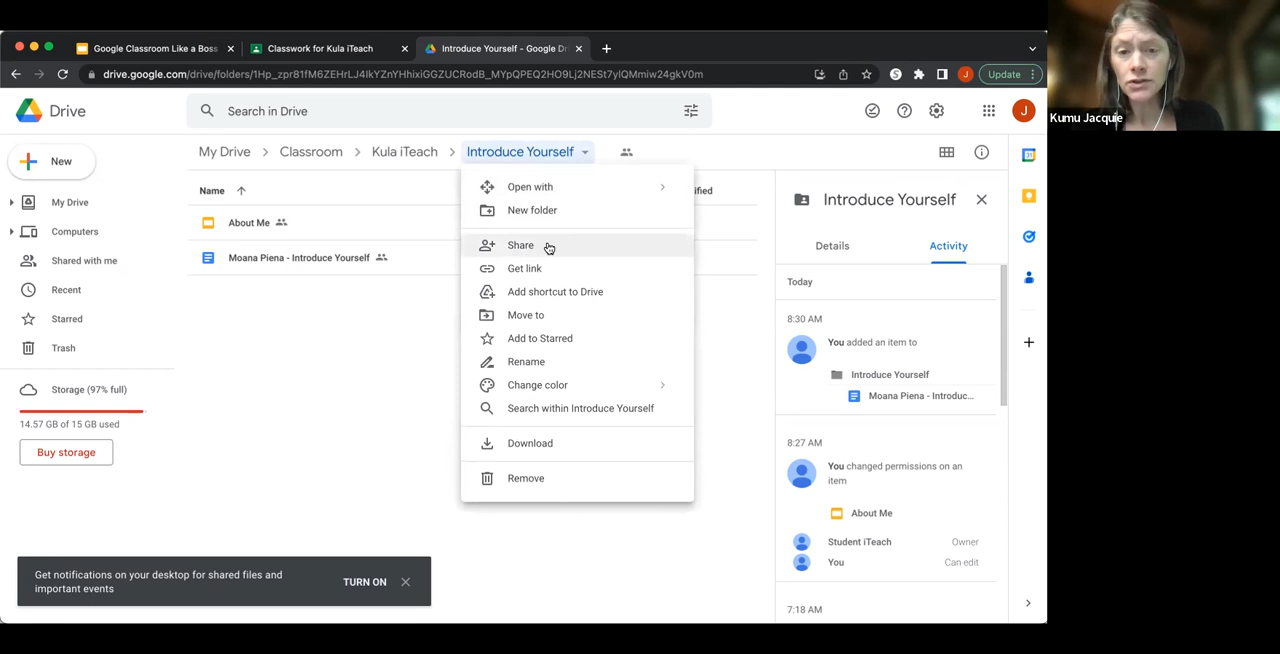 Google Classroom Like a Boss
Classwork for Kula iTeach
Introduce Yourself - Google Dri
drive.google.com/drive/folders/1Hp_zpr81fM6ZEHrLJ4IkYZnYHhixiGGZUCRodB_MYpQPEQ2HO9Lj2NESt7ylQMmiw24gkV0m
S
J
Update
Kumu Jacquie
Drive
Search in Drive
J
New
My Drive
Classroom
Kula iTeach
Introduce Yourself
Name
ified
About Me
Moana Piena - Introduce Yourself
My Drive
Computers
Shared with me
Recent
Starred
Trash
Storage (97% full)
14.57 GB of 15 GB used
Buy storage
Open with
New folder
Share
Get link
Add shortcut to Drive
Move to
Add to Starred
Rename
Change color
Search within Introduce Yourself
Download
Remove
Introduce Yourself
Details
Activity
Today
8:30 AM
You added an item to
Introduce Yourself
Moana Piena - Introduc...
8:27 AM
You changed permissions on an
item
About Me
Student iTeach
Owner
You
Can edit
7:18 AM
31
Get notifications on your desktop for shared files and
important events
TURN ON